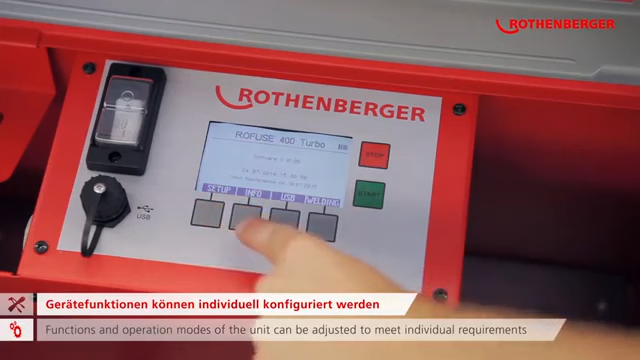 ROTHENBERGER
ROTHENBERGER
ROFUSE 400 Turbo
SETUP INFO USB WELDING
STOP
START
USB
Gerätefunktionen können individuell konfiguriert werden
Functions and operation modes of the unit can be adjusted to meet individual requirements